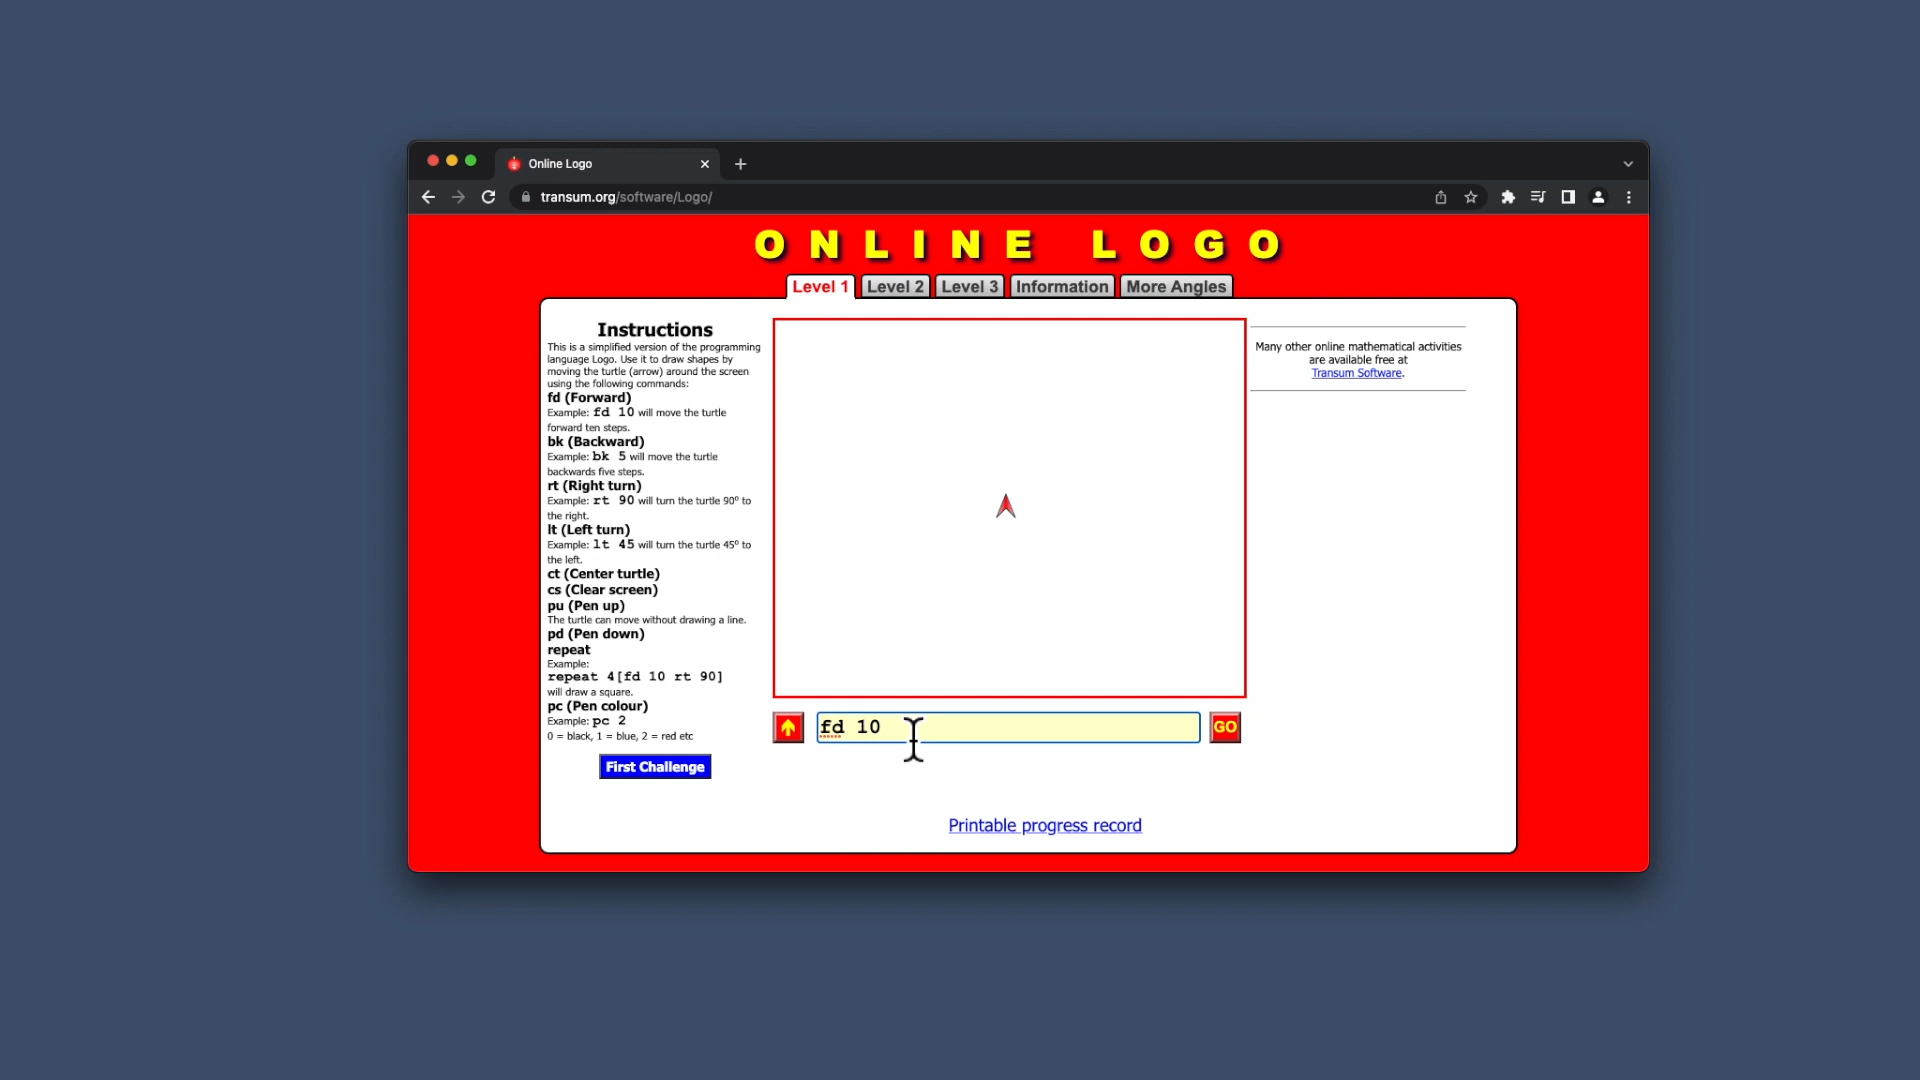 Online Logo
transum.org/software/Logo/
ONLINE LOGO
Level 1 Level 2 Level 3 Information More Angles
Instructions
This is a simplified version of the programming
language Logo. Use it to draw shapes by
moving the turtle (arrow) around the screen
using the following commands:
fd (Forward)
Example: fd 10 will move the turtle
forward ten steps.
bk (Backward)
Example: bk 5 will move the turtle
backwards five steps.
rt (Right turn)
Example: rt 90 will turn the turtle 90° to
the right.
lt (Left turn)
Example: lt 45 will turn the turtle 45° to
the left.
ct (Center turtle)
cs (Clear screen)
pu (Pen up)
The turtle can move without drawing a line.
pd (Pen down)
repeat
Example:
repeat 4[fd 10 rt 90]
will draw a square.
pc (Pen colour)
Example: pc 2
0 = black, 1 = blue, 2 = red etc
First Challenge
fd 10
GO
Printable progress record
Many other online mathematical activities
are available free at
Transum Software.